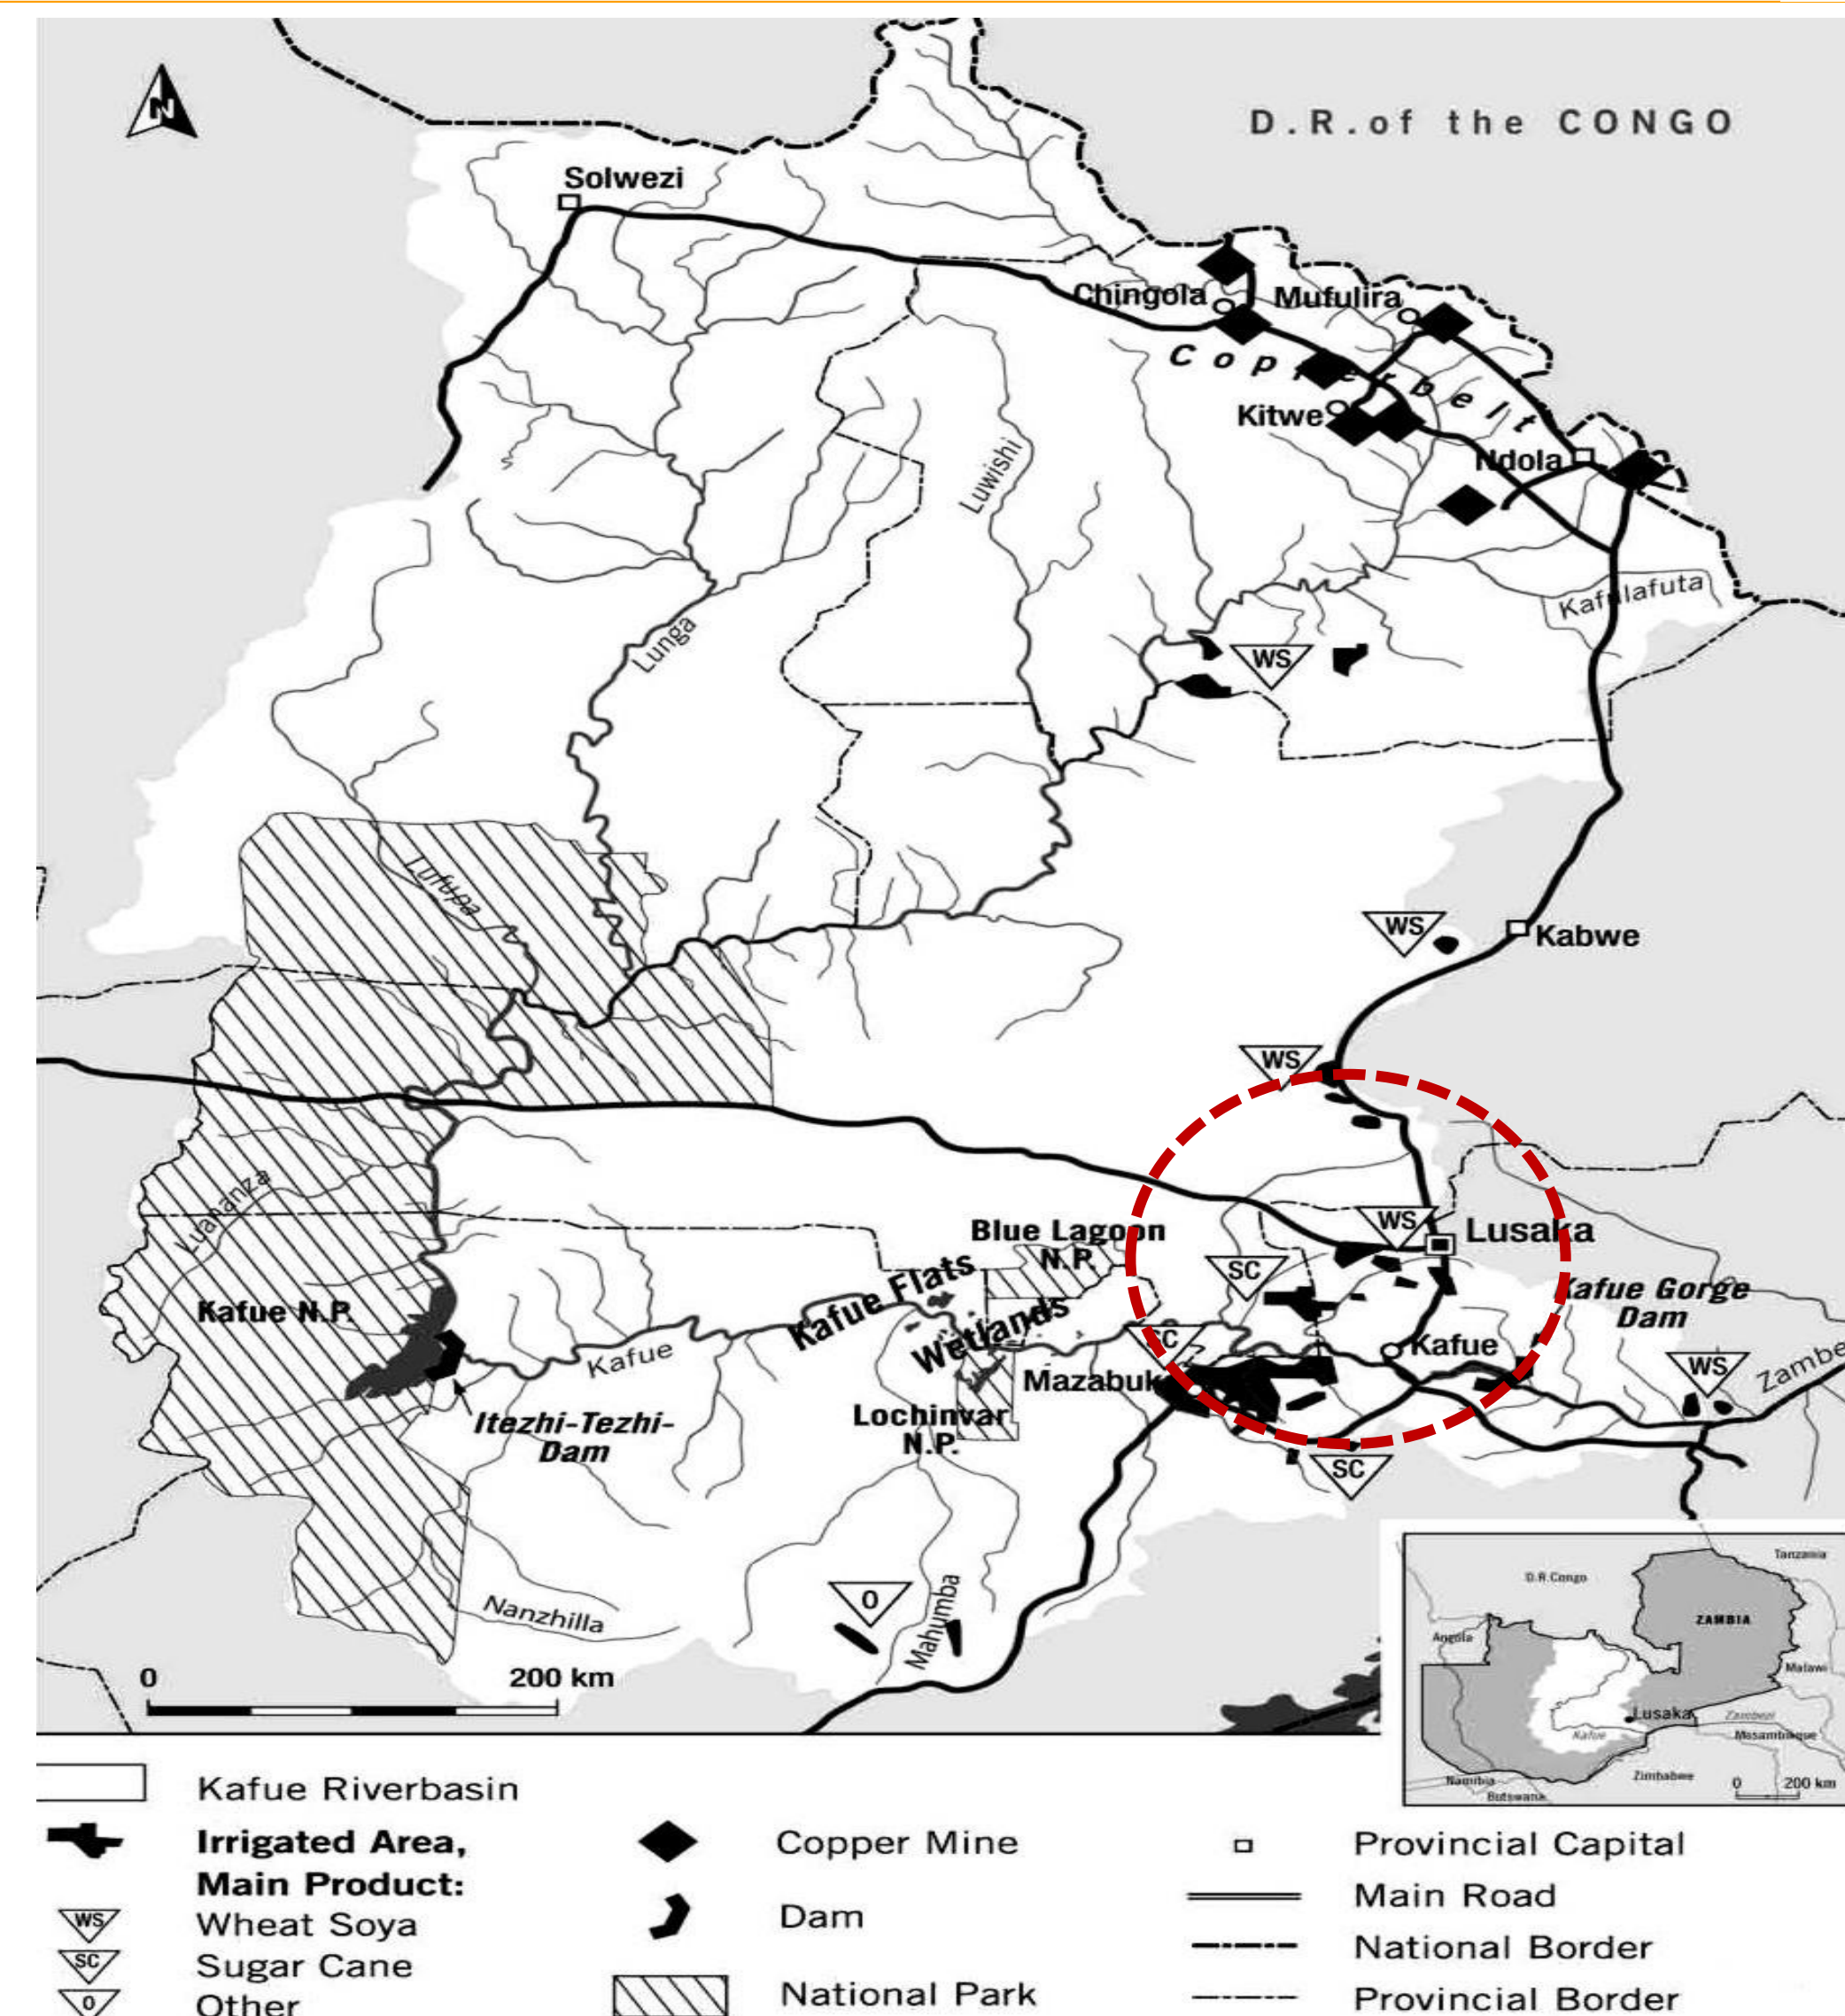 N
D.R. of the CONGO
Solwezi
Chingola
Mufulira
Copperbelt
Kitwe
Ndola
Luwishi
Kafulafuta
Lunga
WS
Lufupa
WS
Kabwe
WS
Luananza
Blue Lagoon
N.P.
WS
Lusaka
SC
Kafue N.P.
Kafue Flats
Wetlands
Kafue Gorge
Dam
Kafue
SC
Kafue
Mazabuk
WS
Zambe
Itezhi-Tezhi-
Dam
Lochinvar
N.P.
SC
O
Mahumba
Nanzhilla
0 200 km
Tanzania
D.R.Congo
ZAMBIA
Angola
Malawi
Lusaka
Zambezi
Kafue
Mosambique
Namibia
Zimbabwe
Botswana
0 200 km
Kafue Riverbasin
Irrigated Area,
Main Product:
WS Wheat Soya
SC Sugar Cane
O Other
Copper Mine
Dam
National Park
Provincial Capital
Main Road
National Border
Provincial Border